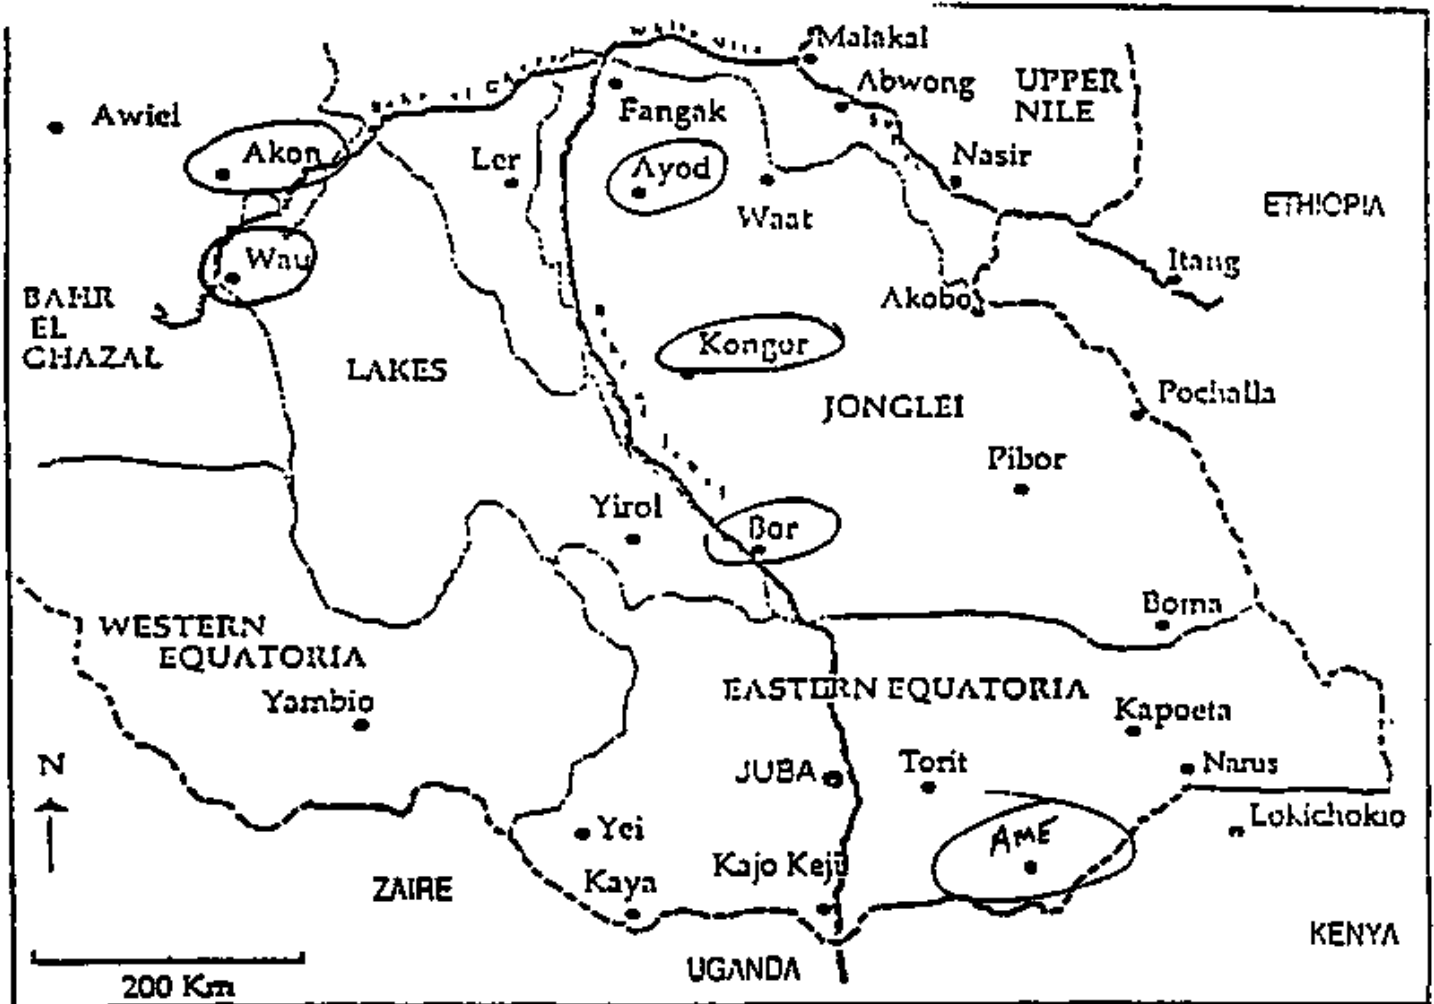 Malakal
Abwong
UPPER
NILE
Awiel
Fangak
Akon
Ler
Ayod
Nasir
Waat
ETHIOPIA
Wau
Itang
BAHR
EL
GHAZAL
Akobo
Kongor
LAKES
JONGLEI
Pochalla
Pibor
Yirol
Bor
Boma
WESTERN
EQUATORIA
EASTERN EQUATORIA
Yambio
Kapoeta
N
JUBA
Torit
Narus
Lokichokio
Yei
AME
Kajo Keji
Kaya
ZAIRE
KENYA
UGANDA
200 Km